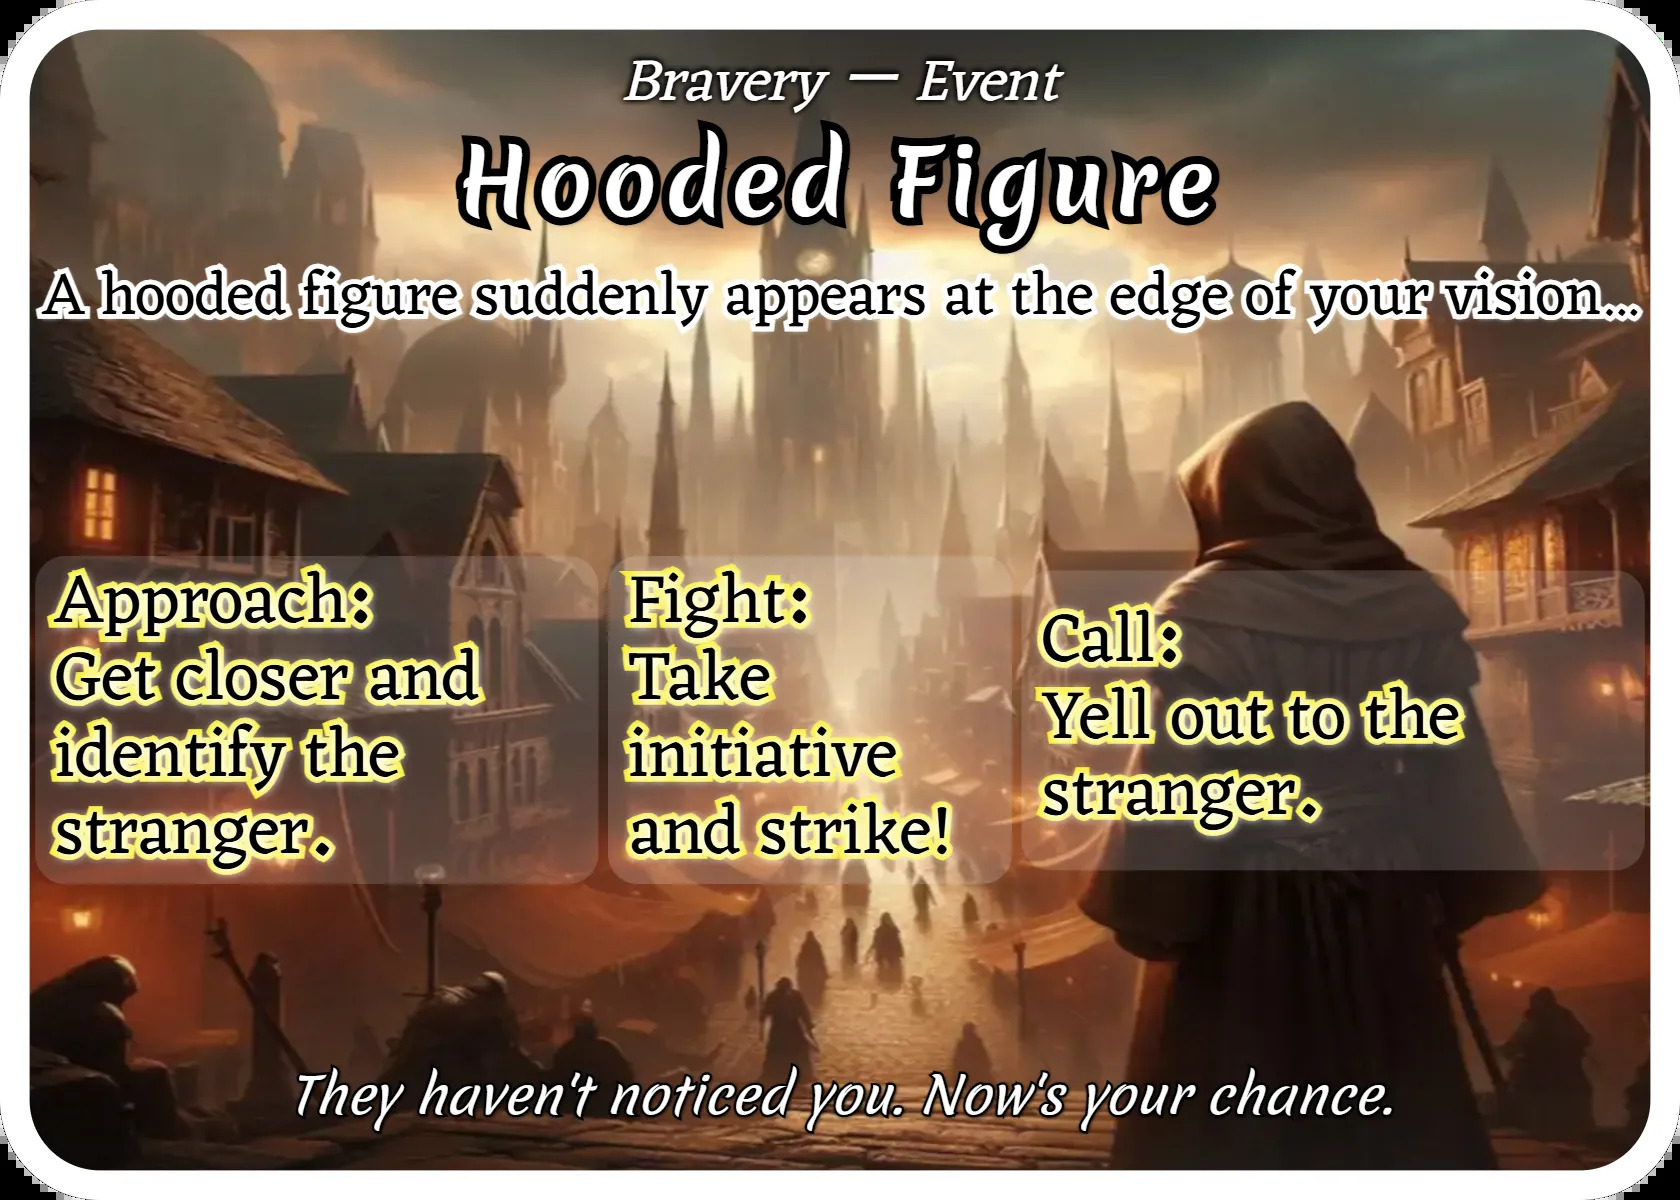 Bravery — Event
Hooded Figure
A hooded figure suddenly appears at the edge of your vision...
Approach:
Get closer and
identify the
stranger.
Fight:
Take
initiative
and strike!
Call:
Yell out to the
stranger.
They haven't noticed you. Now's your chance.